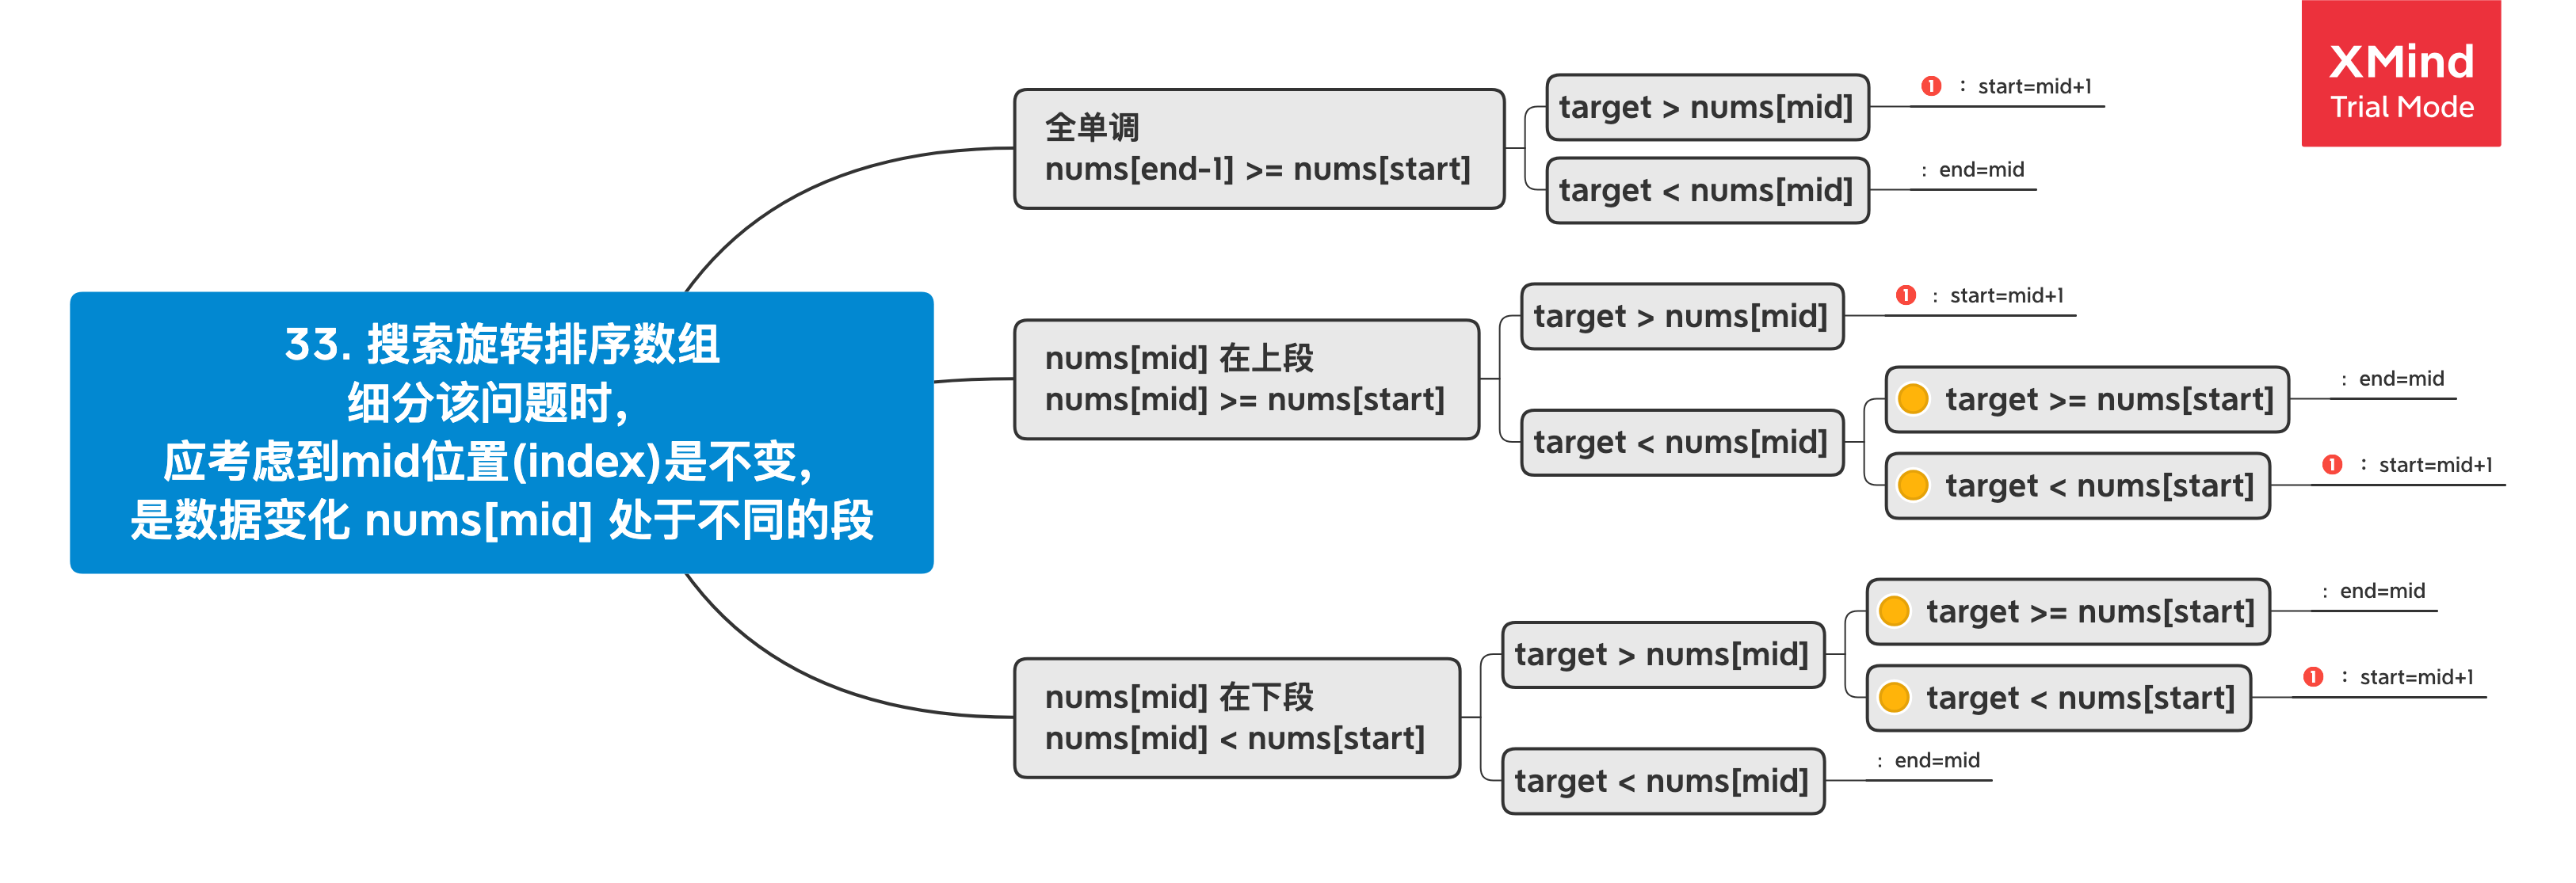 XMind
Trial Mode
33. 搜索旋转排序数组
细分该问题时，
应考虑到mid位置(index)是不变，
是数据变化 nums[mid] 处于不同的段
全单调
nums[end-1] >= nums[start]
target > nums[mid]
1 : start=mid+1
target < nums[mid]
: end=mid
nums[mid] 在上段
nums[mid] >= nums[start]
target > nums[mid]
1 : start=mid+1
target < nums[mid]
target >= nums[start]
: end=mid
target < nums[start]
1 : start=mid+1
nums[mid] 在下段
nums[mid] < nums[start]
target > nums[mid]
target >= nums[start]
: end=mid
target < nums[start]
1 : start=mid+1
target < nums[mid]
: end=mid